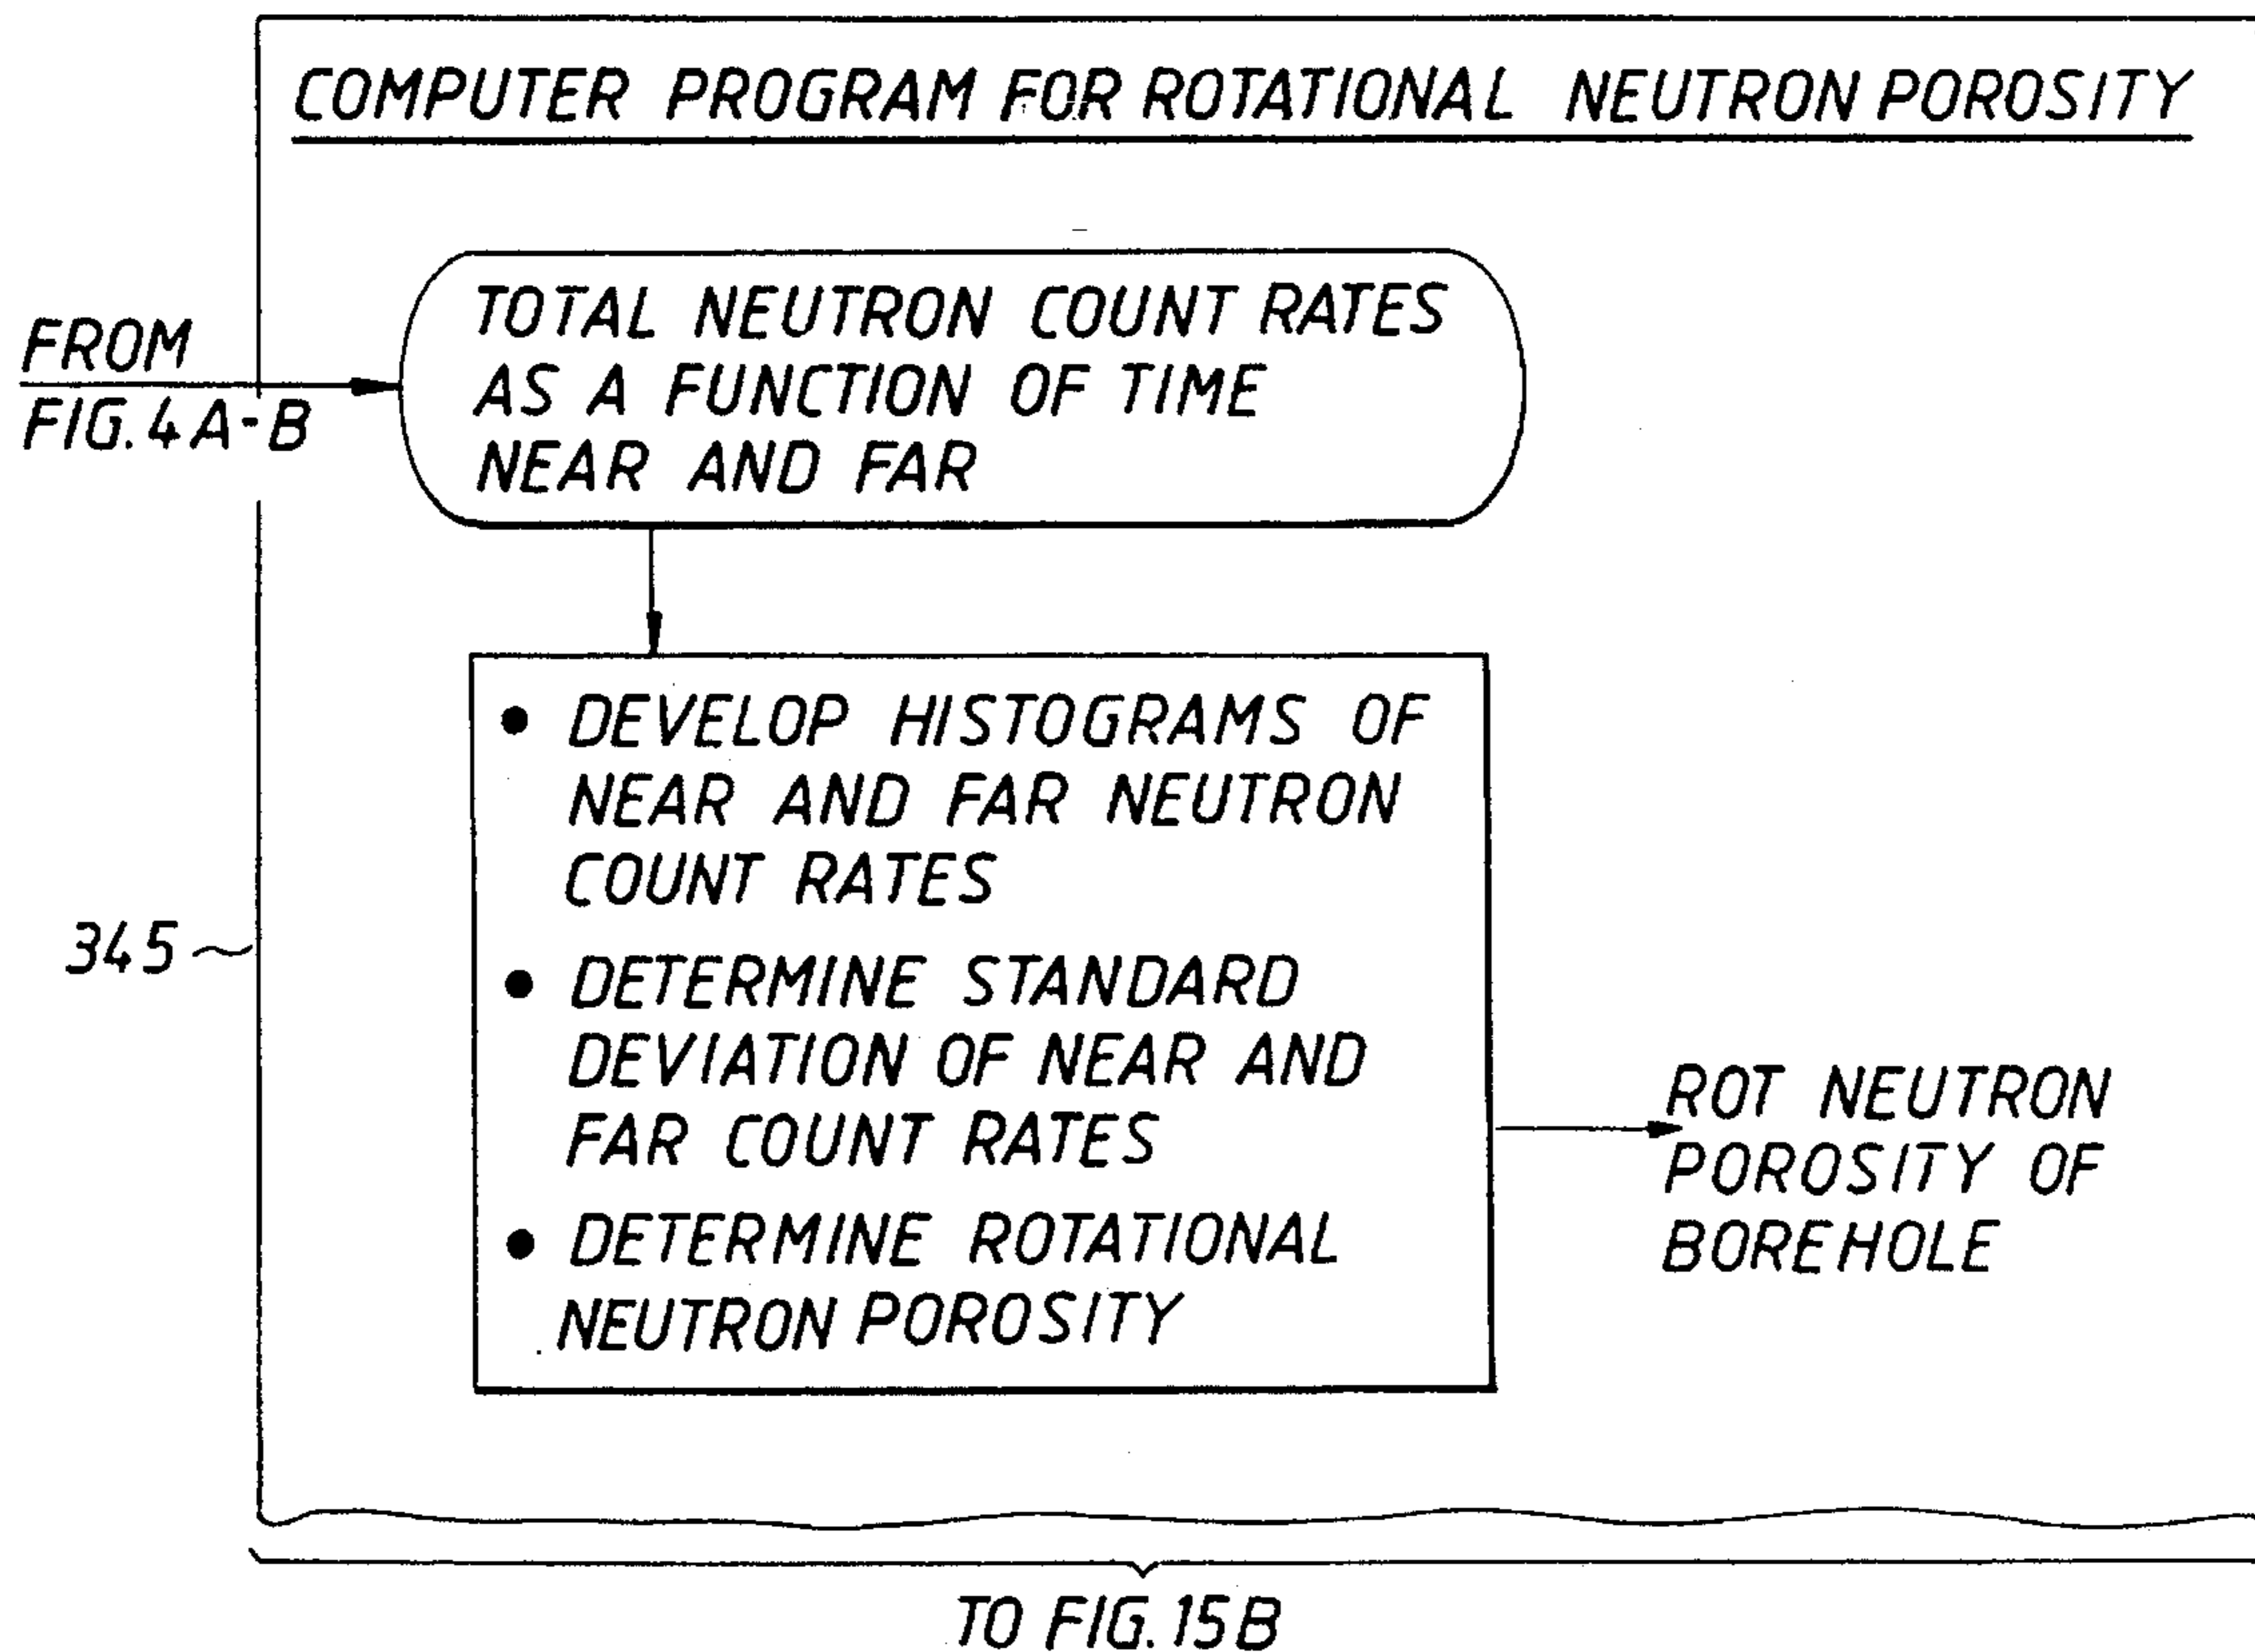 COMPUTER PROGRAM FOR ROTATIONAL NEUTRON POROSITY
FROM
FIG. 4A-B
TOTAL NEUTRON COUNT RATES
AS A FUNCTION OF TIME
NEAR AND FAR
• DEVELOP HISTOGRAMS OF
NEAR AND FAR NEUTRON
COUNT RATES
• DETERMINE STANDARD
DEVIATION OF NEAR AND
FAR COUNT RATES
• DETERMINE ROTATIONAL
NEUTRON POROSITY
345
ROT NEUTRON
POROSITY OF
BOREHOLE
TO FIG. 15B